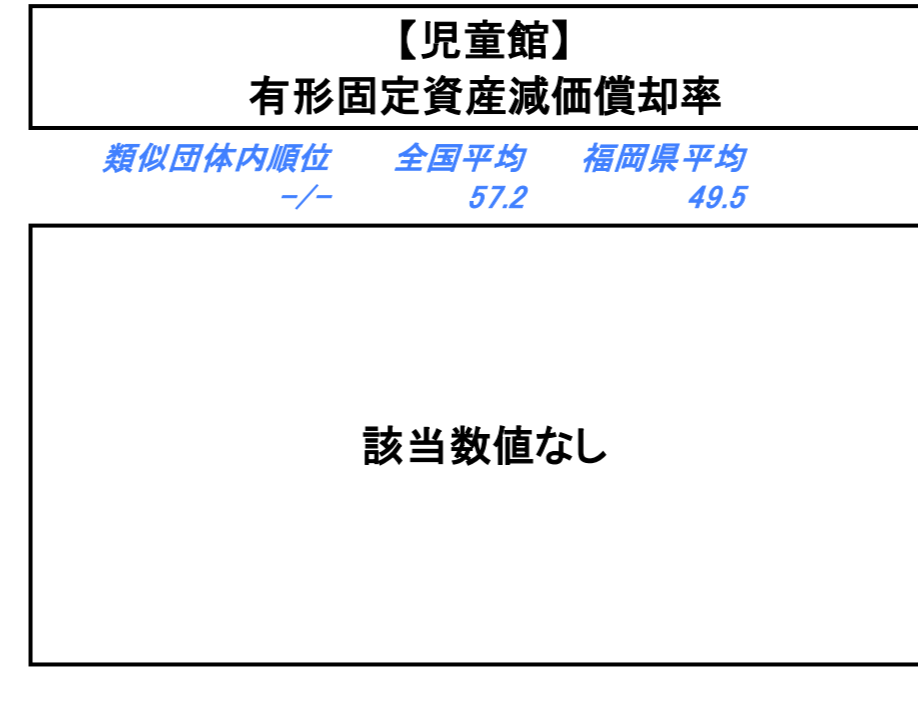 【児童館】
有形固定資産減価償却率
類似団体内順位 全国平均 福岡県平均
-/- 57.2 49.5
該当数値なし